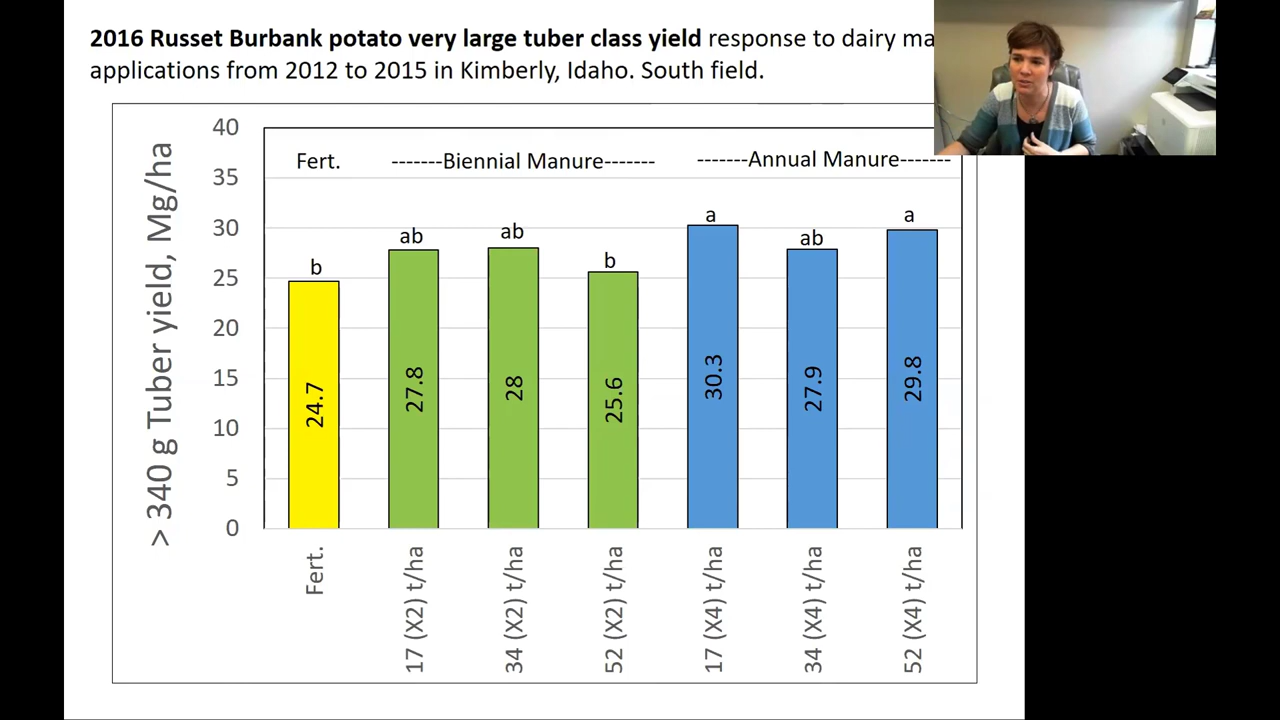 2016 Russet Burbank potato very large tuber class yield response to dairy
applications from 2012 to 2015 in Kimberly, Idaho. South field.
> 340 g Tuber yield, Mg/ha
40
35
30
25
20
15
10
5
0
Fert.
-------Biennial Manure-------
-------Annual Manure-------
b
ab
ab
b
a
ab
a
24.7
27.8
28
25.6
30.3
27.9
29.8
Fert.
17 (X2) t/ha
34 (X2) t/ha
52 (X2) t/ha
17 (X4) t/ha
34 (X4) t/ha
52 (X4) t/ha